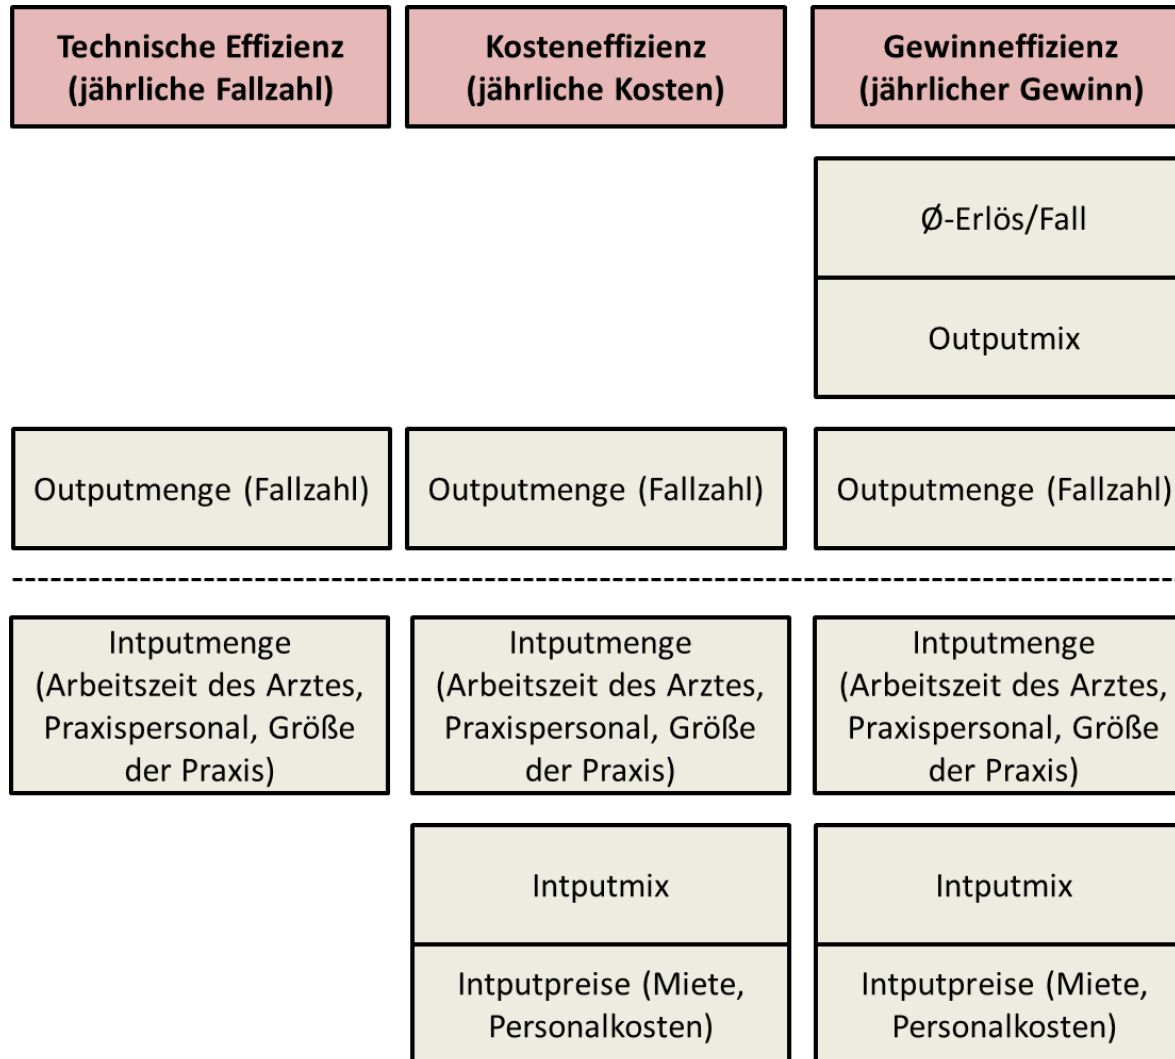 Technische Effizienz
(jährliche Fallzahl)
Kosteneffizienz
(jährliche Kosten)
Gewinneffizienz
(jährlicher Gewinn)
Ø-Erlös/Fall
Outputmix
Outputmenge (Fallzahl)
Outputmenge (Fallzahl)
Outputmenge (Fallzahl)
Intputmenge
(Arbeitszeit des Arztes,
Praxispersonal, Größe
der Praxis)
Intputmenge
(Arbeitszeit des Arztes,
Praxispersonal, Größe
der Praxis)
Intputmenge
(Arbeitszeit des Arztes,
Praxispersonal, Größe
der Praxis)
Intputmix
Intputmix
Intputpreise (Miete,
Personalkosten)
Intputpreise (Miete,
Personalkosten)